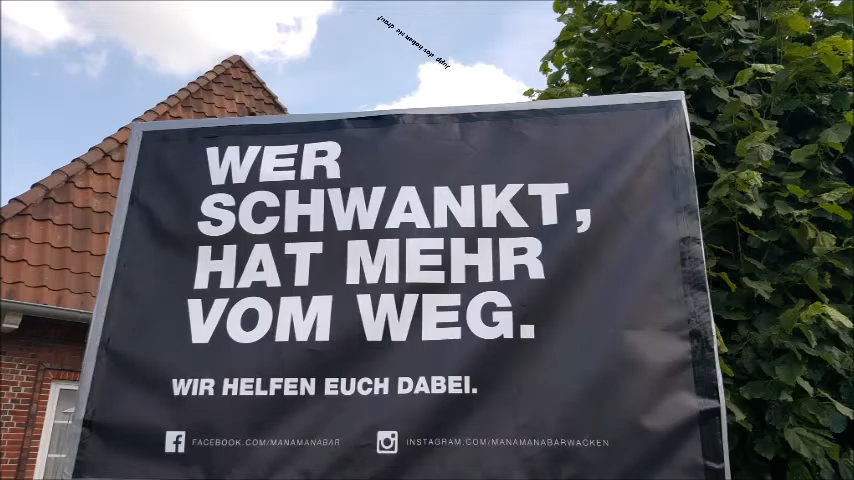 WER
SCHWANKT,
HAT MEHR
VOM WEG.
WIR HELFEN EUCH DABEI.
FACEBOOK.COM/MANAMANABAR
INSTAGRAM.COM/MANAMANABARWACKEN